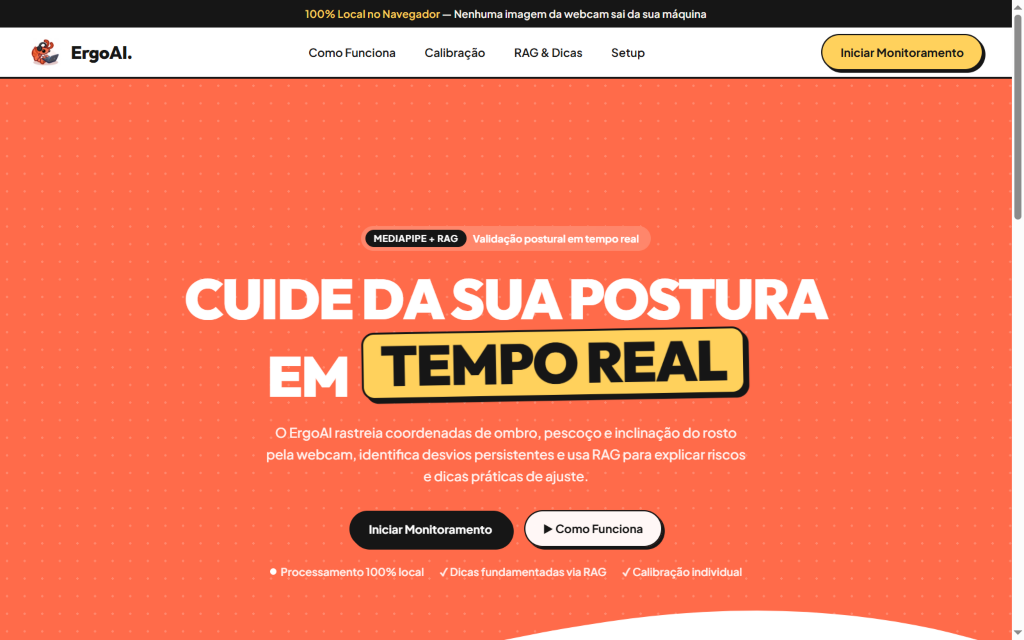 100% Local no Navegador — Nenhuma imagem da webcam sai da sua máquina
ErgoAI.
Como Funciona
Calibração
RAG & Dicas
Setup
Iniciar Monitoramento
MEDIAPIPE + RAG
Validação postural em tempo real
CUIDE DA SUA POSTURA
EM TEMPO REAL
O ErgoAI rastreia coordenadas de ombro, pescoço e inclinação do rosto
pela webcam, identifica desvios persistentes e usa RAG para explicar riscos
e dicas práticas de ajuste.
Iniciar Monitoramento
▶ Como Funciona
● Processamento 100% local
✓ Dicas fundamentadas via RAG
✓ Calibração individual